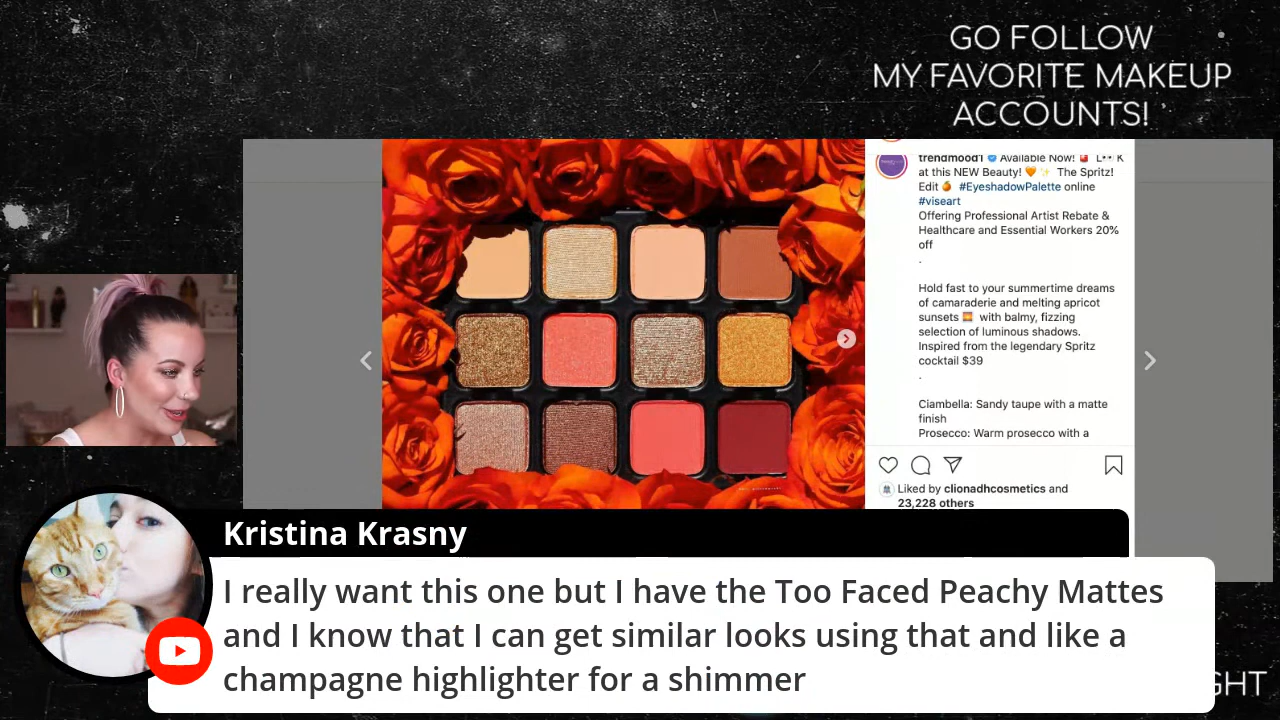 GO FOLLOW
MY FAVORITE MAKEUP
ACCOUNTS!
trendmood1 Available Now! L👀K
at this NEW Beauty! 🧡 ✨ The Spritz!
Edit 🍊 #EyeshadowPalette online
#viseart
Offering Professional Artist Rebate &
Healthcare and Essential Workers 20%
off
.
Hold fast to your summertime dreams
of camaraderie and melting apricot
sunsets 🌇 with balmy, fizzing
selection of luminous shadows.
Inspired from the legendary Spritz
cocktail $39
.
Ciambella: Sandy taupe with a matte
finish
Prosecco: Warm prosecco with a
Liked by clionadhcosmetics and
23,228 others
Kristina Krasny
I really want this one but I have the Too Faced Peachy Mattes
and I know that I can get similar looks using that and like a
champagne highlighter for a shimmer
GHT